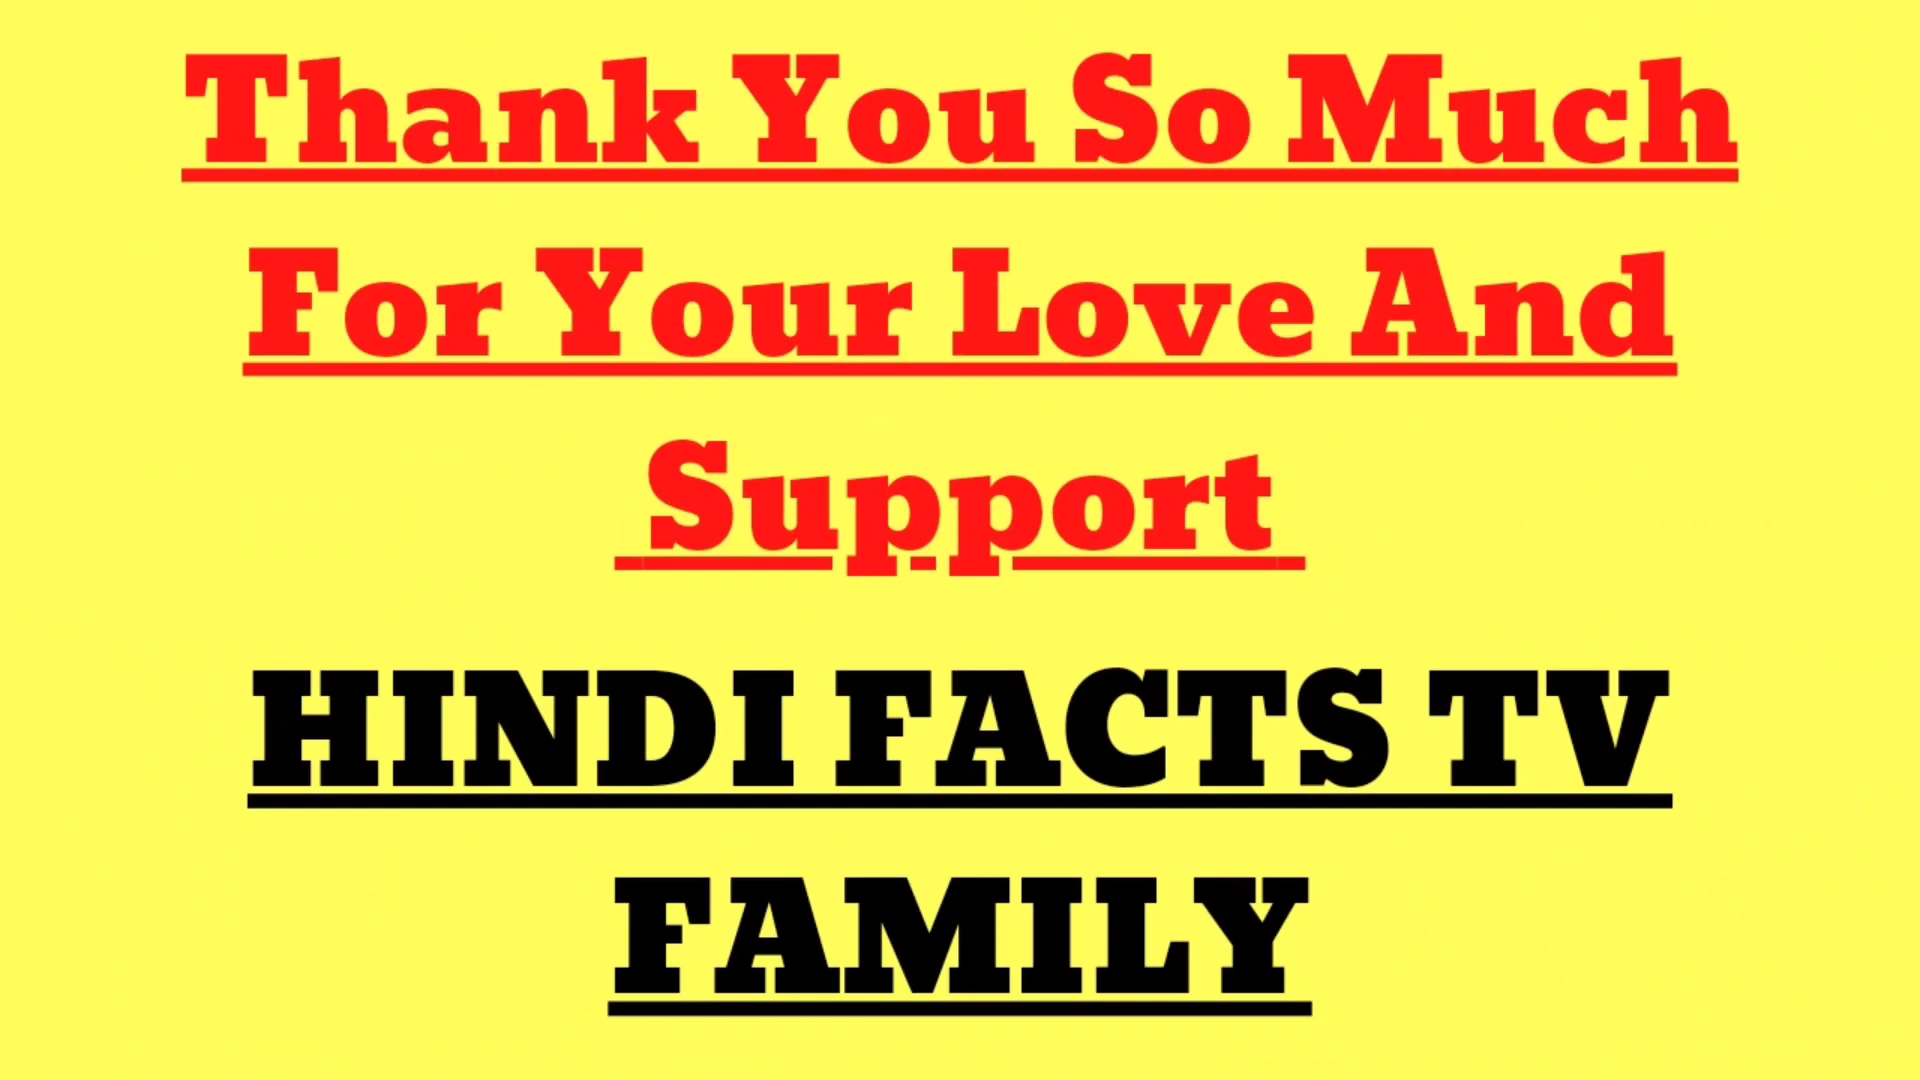 Thank You So Much
For Your Love And
Support
HINDI FACTS TV
FAMILY